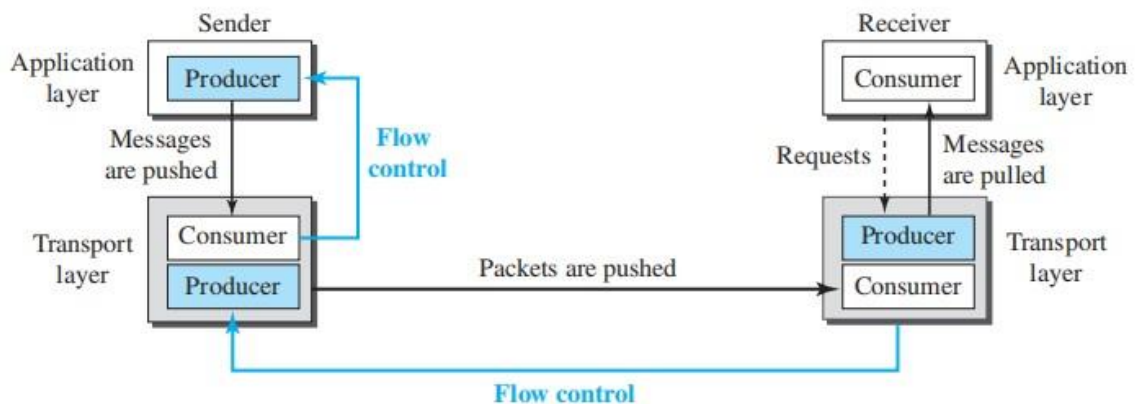 Sender
Receiver
Application
layer
Producer
Consumer
Application
layer
Messages
are pushed
Flow
control
Requests
Messages
are pulled
Transport
layer
Consumer
Producer
Packets are pushed
Producer
Consumer
Transport
layer
Flow control